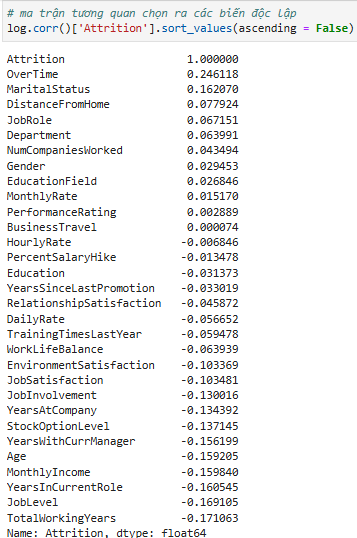 # ma trận tương quan chọn ra các biến độc lập
log.corr()['Attrition'].sort_values(ascending = False)
Attrition 1.000000
OverTime 0.246118
MaritalStatus 0.162070
DistanceFromHome 0.077924
JobRole 0.067151
Department 0.063991
NumCompaniesWorked 0.043494
Gender 0.029453
EducationField 0.026846
MonthlyRate 0.015170
PerformanceRating 0.002889
BusinessTravel 0.000074
HourlyRate -0.006846
PercentSalaryHike -0.013478
Education -0.031373
YearsSinceLastPromotion -0.033019
RelationshipSatisfaction -0.045872
DailyRate -0.056652
TrainingTimesLastYear -0.059478
WorkLifeBalance -0.063939
EnvironmentSatisfaction -0.103369
JobSatisfaction -0.103481
JobInvolvement -0.130016
YearsAtCompany -0.134392
StockOptionLevel -0.137145
YearsWithCurrManager -0.156199
Age -0.159205
MonthlyIncome -0.159840
YearsInCurrentRole -0.160545
JobLevel -0.169105
TotalWorkingYears -0.171063
Name: Attrition, dtype: float64